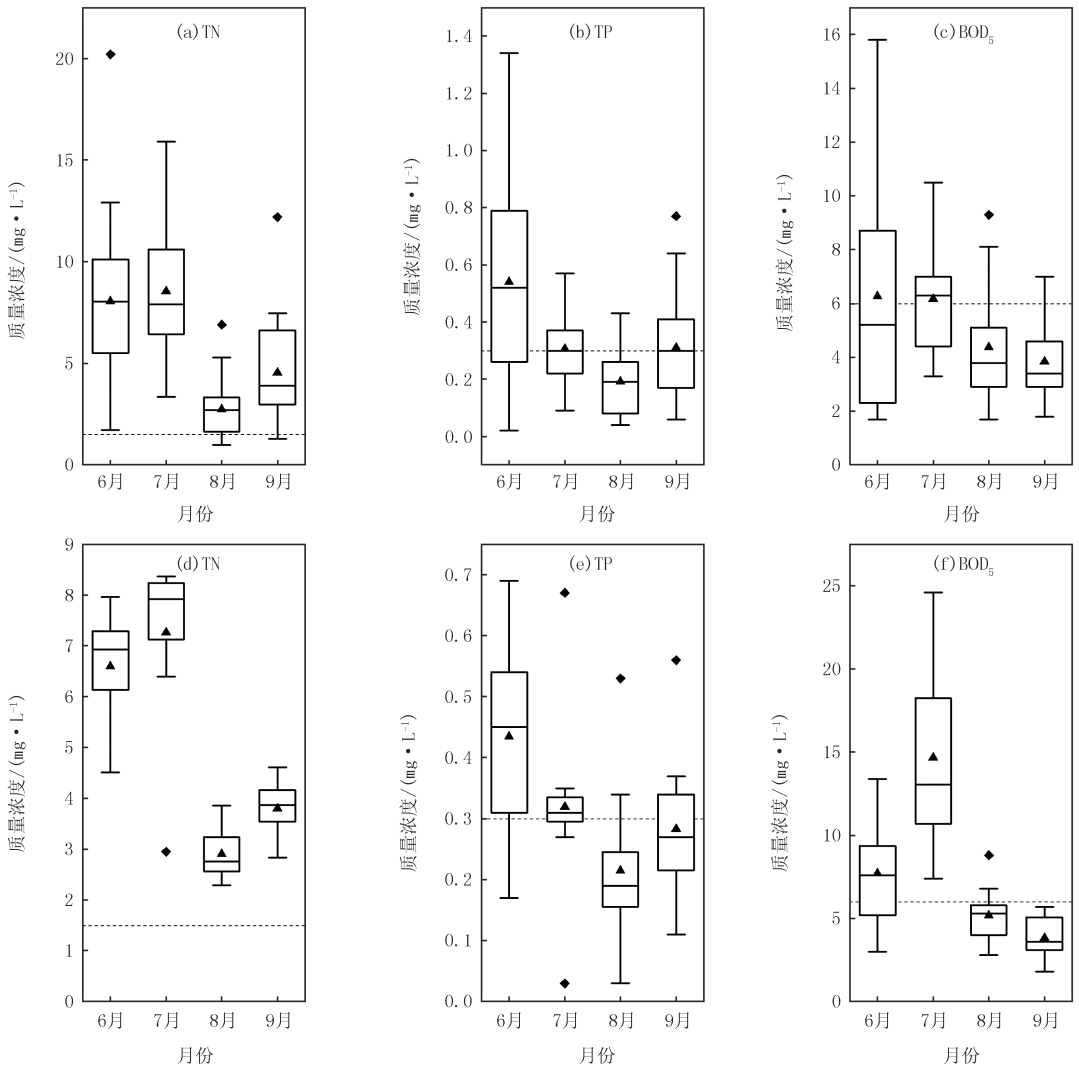 (a)TN
20
15
10
5
0
6月 7月 8月 9月
月份
质量浓度/(mg·L⁻¹)
(b)TP
1.4
1.2
1.0
0.8
0.6
0.4
0.2
0.0
6月 7月 8月 9月
月份
质量浓度/(mg·L⁻¹)
(c)BOD₅
16
14
12
10
8
6
4
2
0
6月 7月 8月 9月
月份
质量浓度/(mg·L⁻¹)
(d)TN
9
8
7
6
5
4
3
2
1
0
6月 7月 8月 9月
月份
质量浓度/(mg·L⁻¹)
(e)TP
0.7
0.6
0.5
0.4
0.3
0.2
0.1
0.0
6月 7月 8月 9月
月份
质量浓度/(mg·L⁻¹)
(f)BOD₅
25
20
15
10
5
0
6月 7月 8月 9月
月份
质量浓度/(mg·L⁻¹)